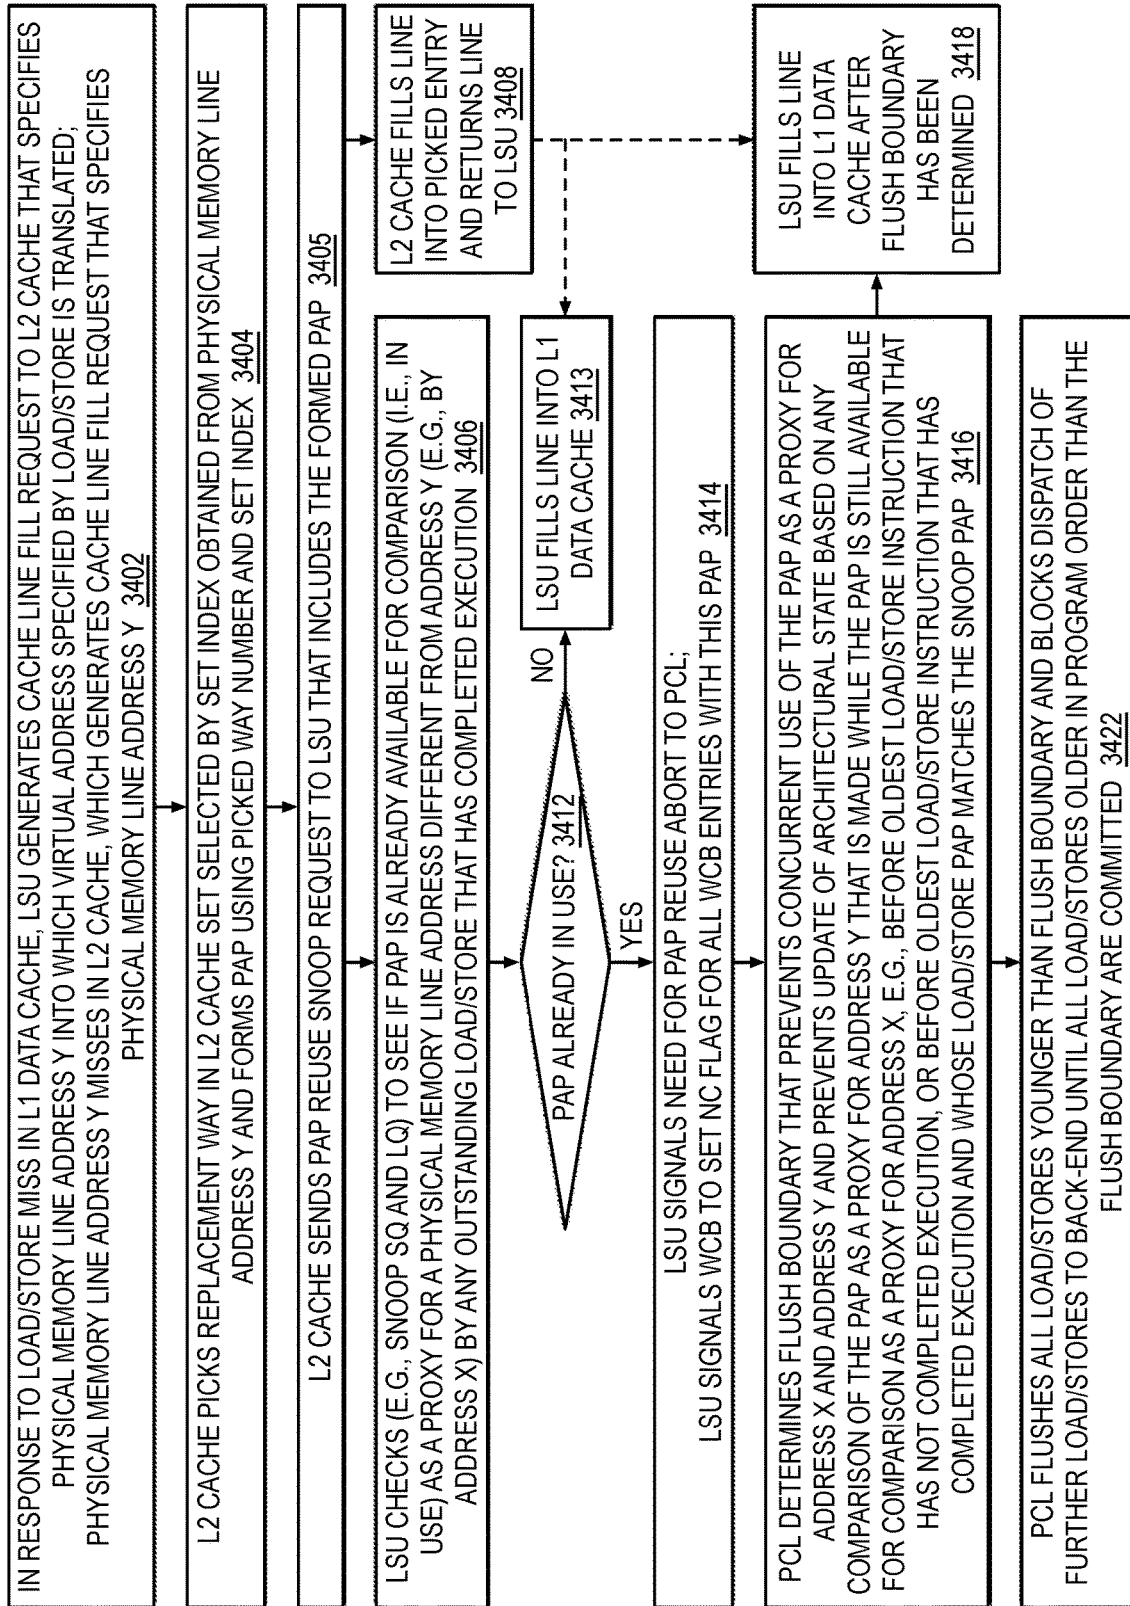 IN RESPONSE TO LOAD/STORE MISS IN L1 DATA CACHE, LSU GENERATES CACHE LINE FILL REQUEST TO L2 CACHE THAT SPECIFIES
PHYSICAL MEMORY LINE ADDRESS Y INTO WHICH VIRTUAL ADDRESS SPECIFIED BY LOAD/STORE IS TRANSLATED;
PHYSICAL MEMORY LINE ADDRESS Y MISSES IN L2 CACHE, WHICH GENERATES CACHE LINE FILL REQUEST THAT SPECIFIES
PHYSICAL MEMORY LINE ADDRESS Y 3402
L2 CACHE PICKS REPLACEMENT WAY IN L2 CACHE SET SELECTED BY SET INDEX OBTAINED FROM PHYSICAL MEMORY LINE
ADDRESS Y AND FORMS PAP USING PICKED WAY NUMBER AND SET INDEX 3404
L2 CACHE SENDS PAP REUSE SNOOP REQUEST TO LSU THAT INCLUDES THE FORMED PAP 3405
LSU CHECKS (E.G., SNOOP SQ AND LQ) TO SEE IF PAP IS ALREADY AVAILABLE FOR COMPARISON (I.E., IN
USE) AS A PROXY FOR A PHYSICAL MEMORY LINE ADDRESS DIFFERENT FROM ADDRESS Y (E.G., BY
ADDRESS X) BY ANY OUTSTANDING LOAD/STORE THAT HAS COMPLETED EXECUTION 3406
L2 CACHE FILLS LINE
INTO PICKED ENTRY
AND RETURNS LINE
TO LSU 3408
PAP ALREADY IN USE? 3412
NO
LSU FILLS LINE INTO L1
DATA CACHE 3413
YES
LSU SIGNALS NEED FOR PAP REUSE ABORT TO PCL;
LSU SIGNALS WCB TO SET NC FLAG FOR ALL WCB ENTRIES WITH THIS PAP 3414
PCL DETERMINES FLUSH BOUNDARY THAT PREVENTS CONCURRENT USE OF THE PAP AS A PROXY FOR
ADDRESS X AND ADDRESS Y AND PREVENTS UPDATE OF ARCHITECTURAL STATE BASED ON ANY
COMPARISON OF THE PAP AS A PROXY FOR ADDRESS Y THAT IS MADE WHILE THE PAP IS STILL AVAILABLE
FOR COMPARISON AS A PROXY FOR ADDRESS X, E.G., BEFORE OLDEST LOAD/STORE INSTRUCTION THAT
HAS NOT COMPLETED EXECUTION, OR BEFORE OLDEST LOAD/STORE INSTRUCTION THAT HAS
COMPLETED EXECUTION AND WHOSE LOAD/STORE PAP MATCHES THE SNOOP PAP 3416
LSU FILLS LINE
INTO L1 DATA
CACHE AFTER
FLUSH BOUNDARY
HAS BEEN
DETERMINED 3418
PCL FLUSHES ALL LOAD/STORES YOUNGER THAN FLUSH BOUNDARY AND BLOCKS DISPATCH OF
FURTHER LOAD/STORES TO BACK-END UNTIL ALL LOAD/STORES OLDER IN PROGRAM ORDER THAN THE
FLUSH BOUNDARY ARE COMMITTED 3422